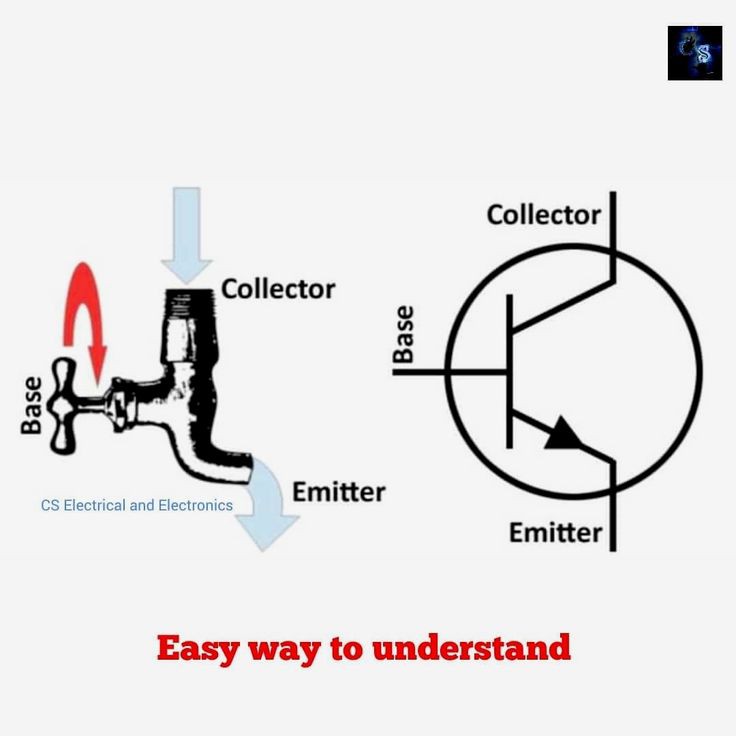 CS
Collector
Base
CS Electrical and Electronics
Emitter
Collector
Base
Emitter
Easy way to understand